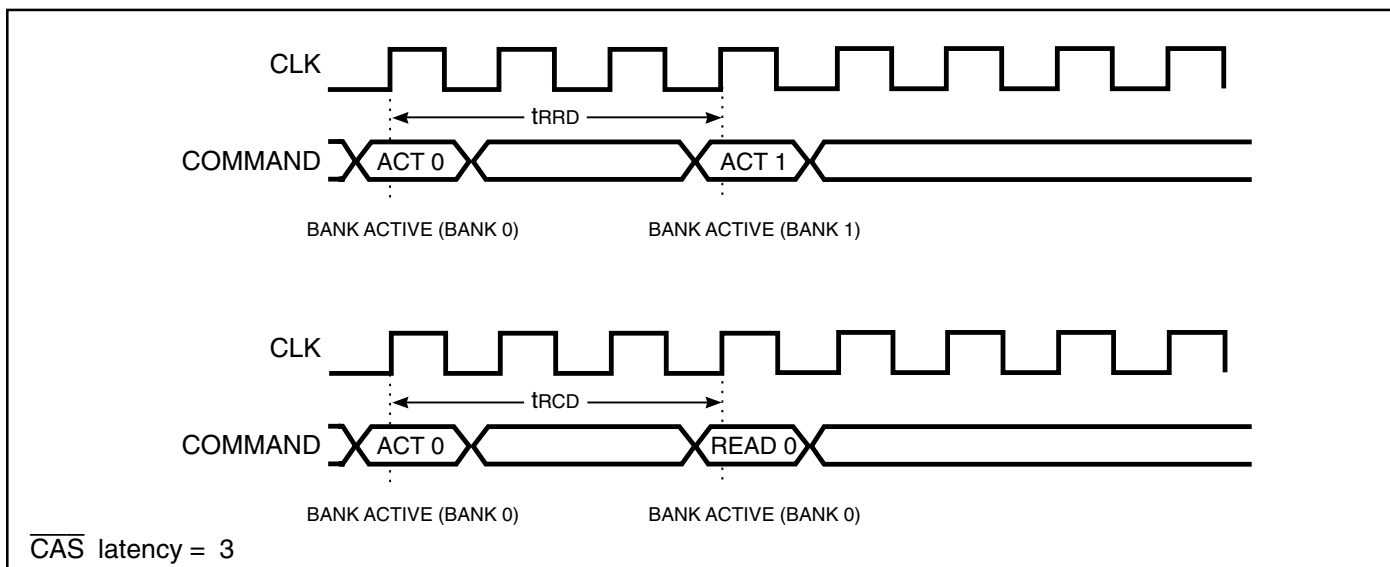 CLK
tRRD
COMMAND ACT 0 ACT 1
BANK ACTIVE (BANK 0) BANK ACTIVE (BANK 1)
CLK
tRCD
COMMAND ACT 0 READ 0
BANK ACTIVE (BANK 0) BANK ACTIVE (BANK 0)
C̅A̅S̅ latency = 3